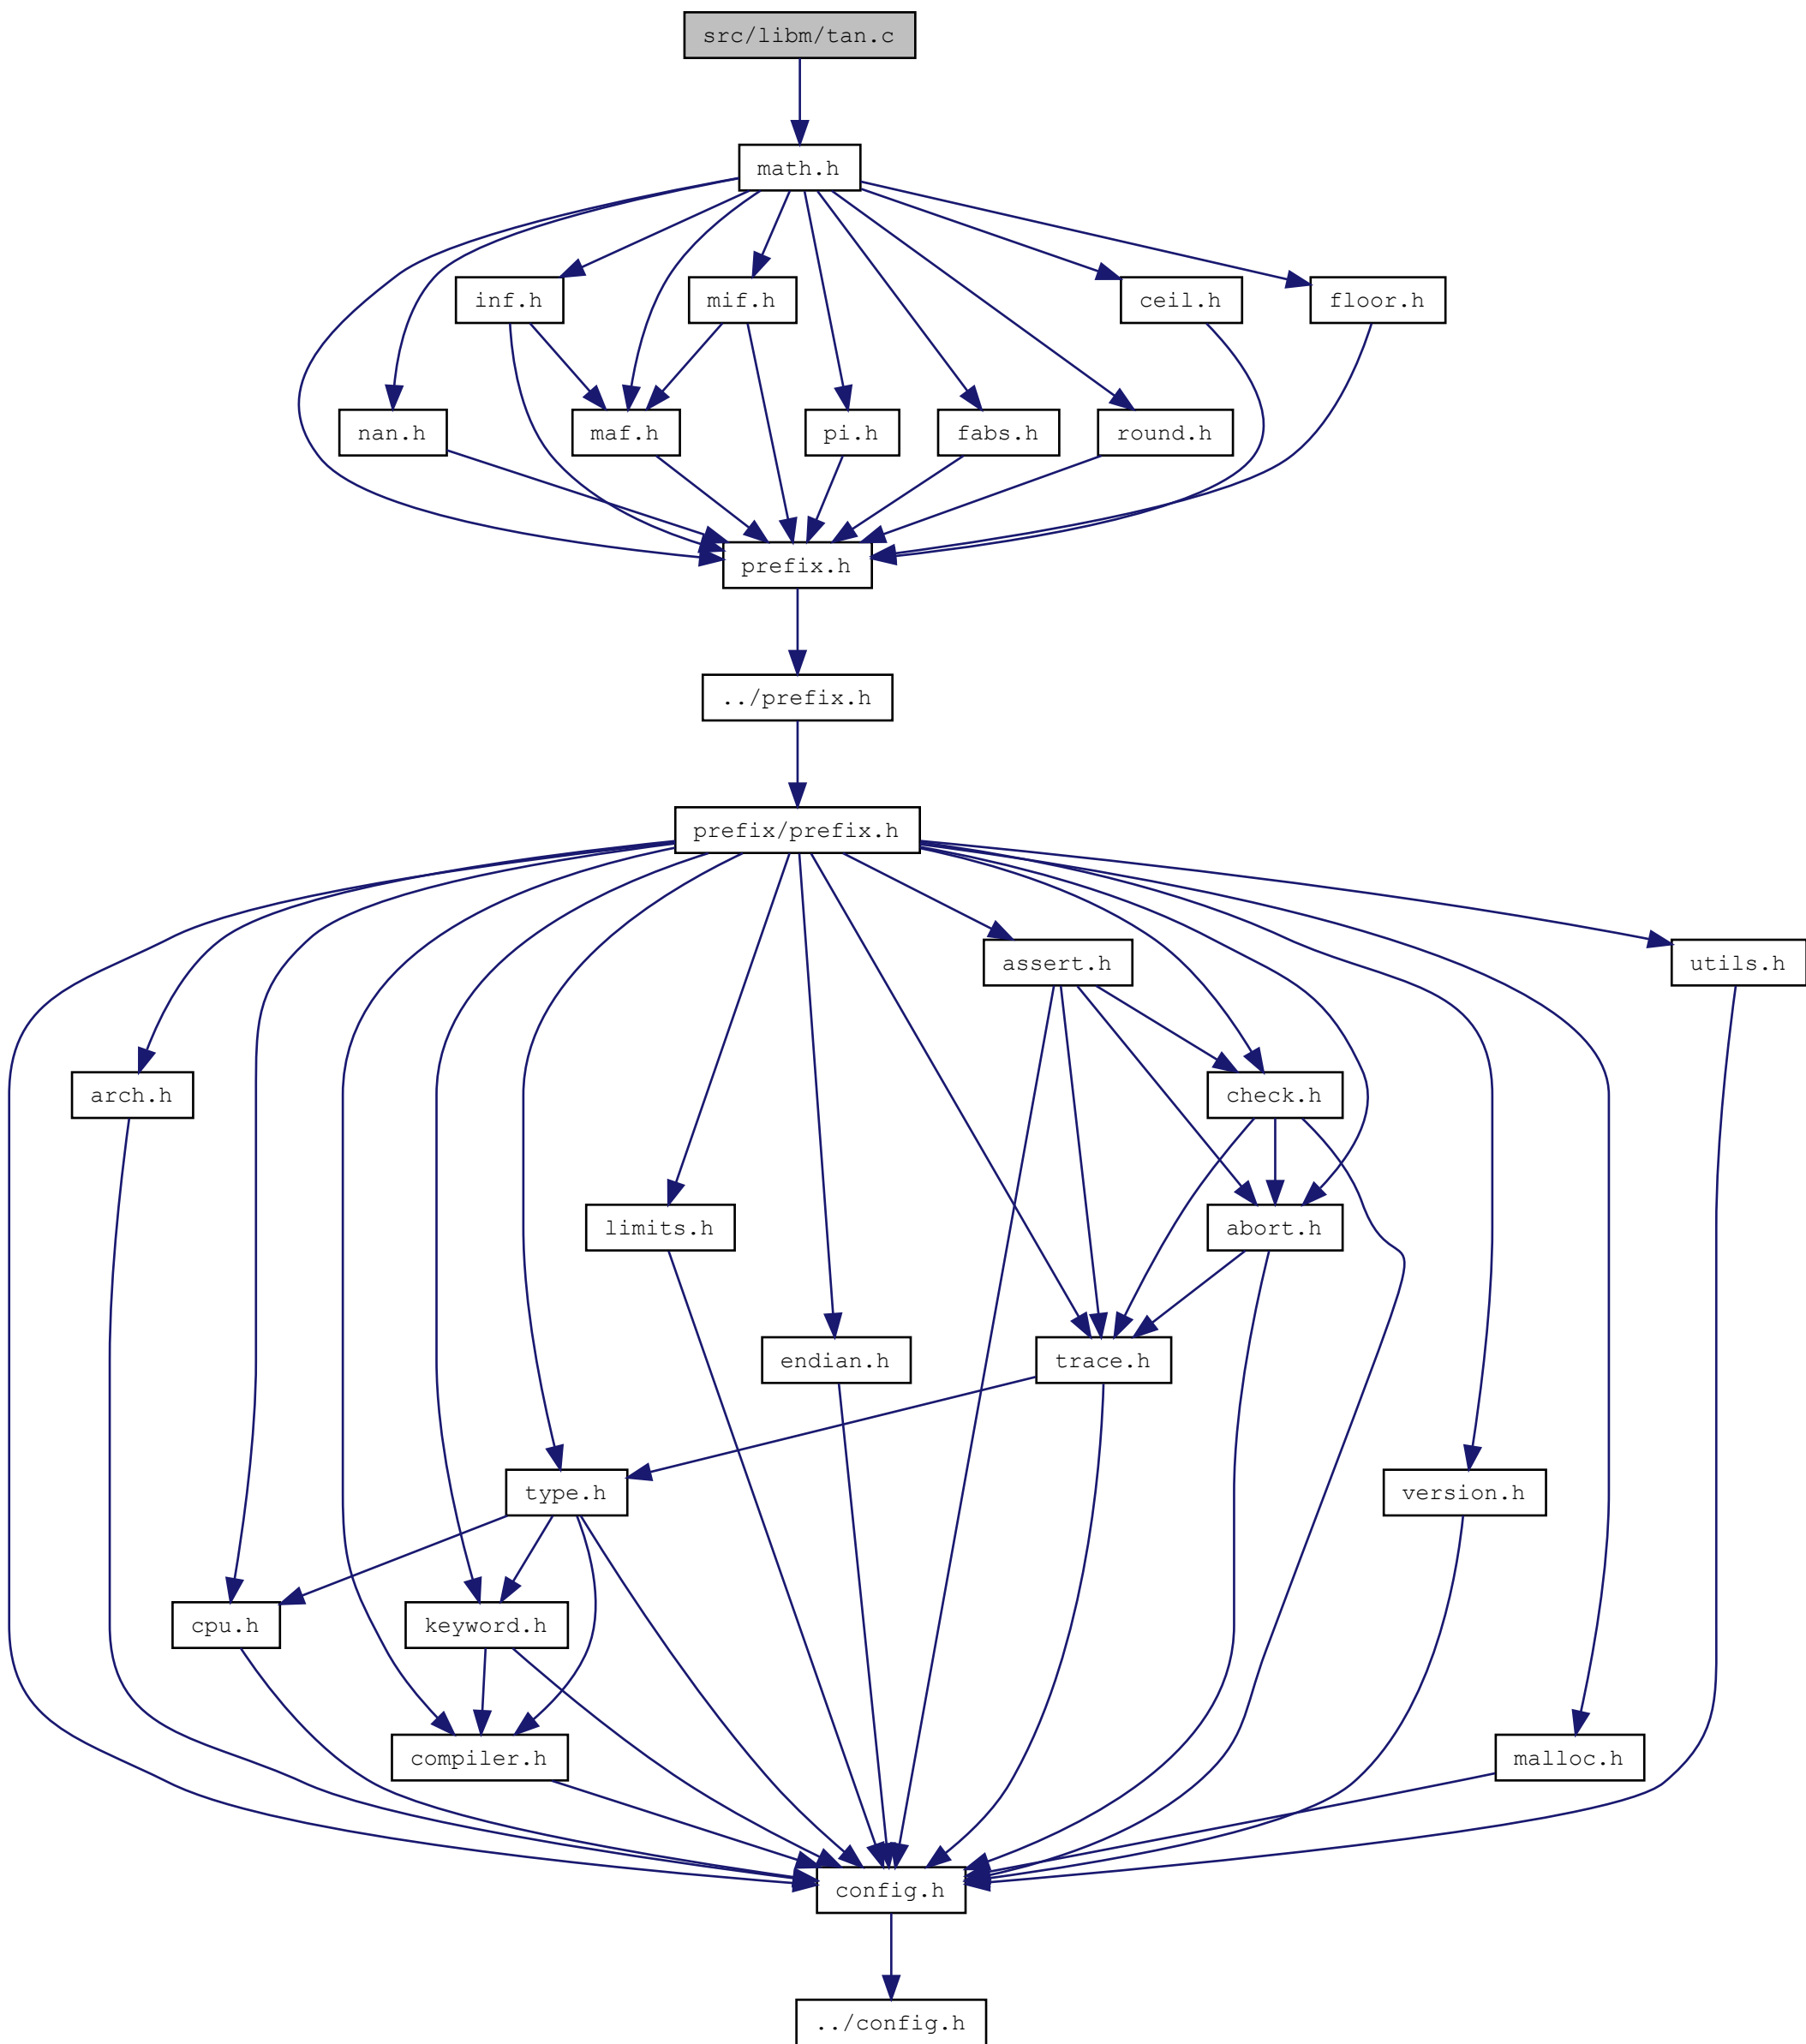 src/libm/tan.c
math.h
inf.h
mif.h
ceil.h
floor.h
nan.h
maf.h
pi.h
fabs.h
round.h
prefix.h
../prefix.h
prefix/prefix.h
assert.h
utils.h
arch.h
check.h
limits.h
abort.h
endian.h
trace.h
type.h
version.h
cpu.h
keyword.h
compiler.h
malloc.h
config.h
../config.h